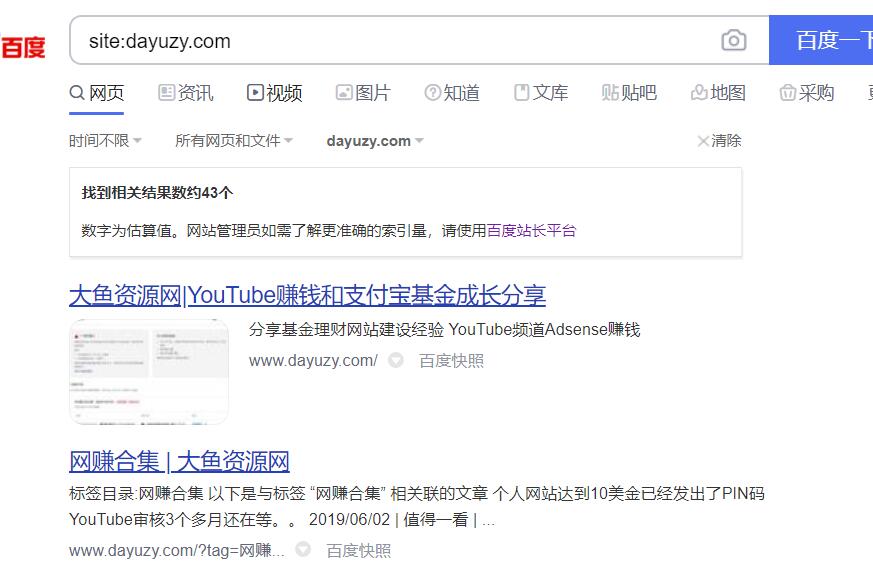 百度
site:dayuzy.com
百度一下
网页 资讯 视频 图片 知道 文库 贴吧 地图 采购
时间不限 所有网页和文件 dayuzy.com 清除
找到相关结果数约43个
数字为估算值。网站管理员如需了解更准确的索引量，请使用百度站长平台
大鱼资源网|YouTube赚钱和支付宝基金成长分享
分享基金理财网站建设经验 YouTube频道Adsense赚钱
www.dayuzy.com/ 百度快照
网赚合集 | 大鱼资源网
标签目录:网赚合集 以下是与标签 “网赚合集” 相关联的文章 个人网站达到10美金已经发出了PIN码
YouTube审核3个多月还在等。。 2019/06/02 | 值得一看 | ...
www.dayuzy.com/?tag=网赚... 百度快照